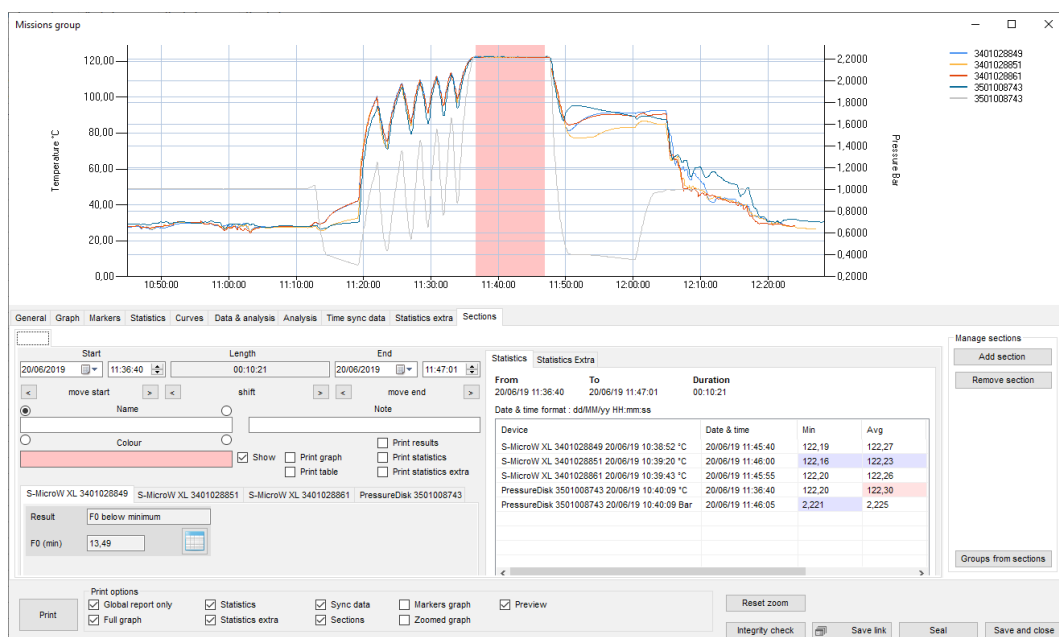 Missions group
120,00
100,00
80,00
60,00
40,00
20,00
0,00
Temperature °C
2,2000
2,0000
1,8000
1,6000
1,4000
1,2000
1,0000
0,8000
0,6000
0,4000
0,2000
Pressure Bar
10:50:00 11:00:00 11:10:00 11:20:00 11:30:00 11:40:00 11:50:00 12:00:00 12:10:00 12:20:00
3401028849
3401028851
3401028861
3501008743
3501008743
General Graph Markers Statistics Curves Data & analysis Analysis Time sync data Statistics extra Sections
Start Length End
20/06/2019 11:36:40 00:10:21 20/06/2019 11:47:01
< move start > < shift > < move end >
Name Note
Colour
Show
Print graph
Print table
Print results
Print statistics
Print statistics extra
S-MicroW XL 3401028849 S-MicroW XL 3401028851 S-MicroW XL 3401028861 PressureDisk 3501008743
Result F0 below minimum
F0 (min) 13,49
Statistics Statistics Extra
From To Duration
20/06/19 11:36:40 20/06/19 11:47:01 00:10:21
Date & time format : dd/MM/yy HH:mm:ss
Device Date & time Min Avg
S-MicroW XL 3401028849 20/06/19 10:38:52 °C 20/06/19 11:45:40 122,19 122,27
S-MicroW XL 3401028851 20/06/19 10:39:20 °C 20/06/19 11:46:00 122,16 122,23
S-MicroW XL 3401028861 20/06/19 10:39:43 °C 20/06/19 11:45:55 122,20 122,26
PressureDisk 3501008743 20/06/19 10:40:09 °C 20/06/19 11:36:40 122,20 122,30
PressureDisk 3501008743 20/06/19 10:40:09 Bar 20/06/19 11:46:05 2,221 2,225
Manage sections
Add section
Remove section
Groups from sections
Print
Print options
Global report only Statistics Sync data Markers graph Preview
Full graph Statistics extra Sections Zoomed graph
Reset zoom
Integrity check Save link Seal Save and close